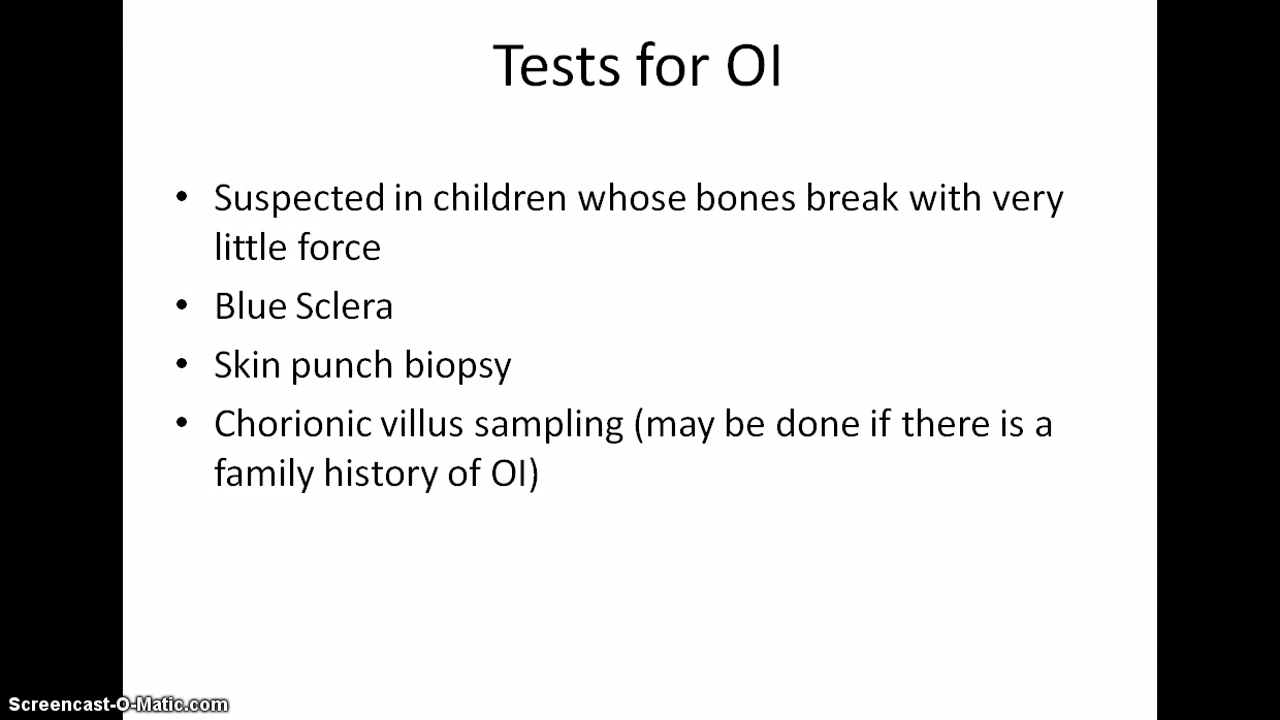 Tests for OI
• Suspected in children whose bones break with very
little force
• Blue Sclera
• Skin punch biopsy
• Chorionic villus sampling (may be done if there is a
family history of OI)
Screencast-O-Matic.com